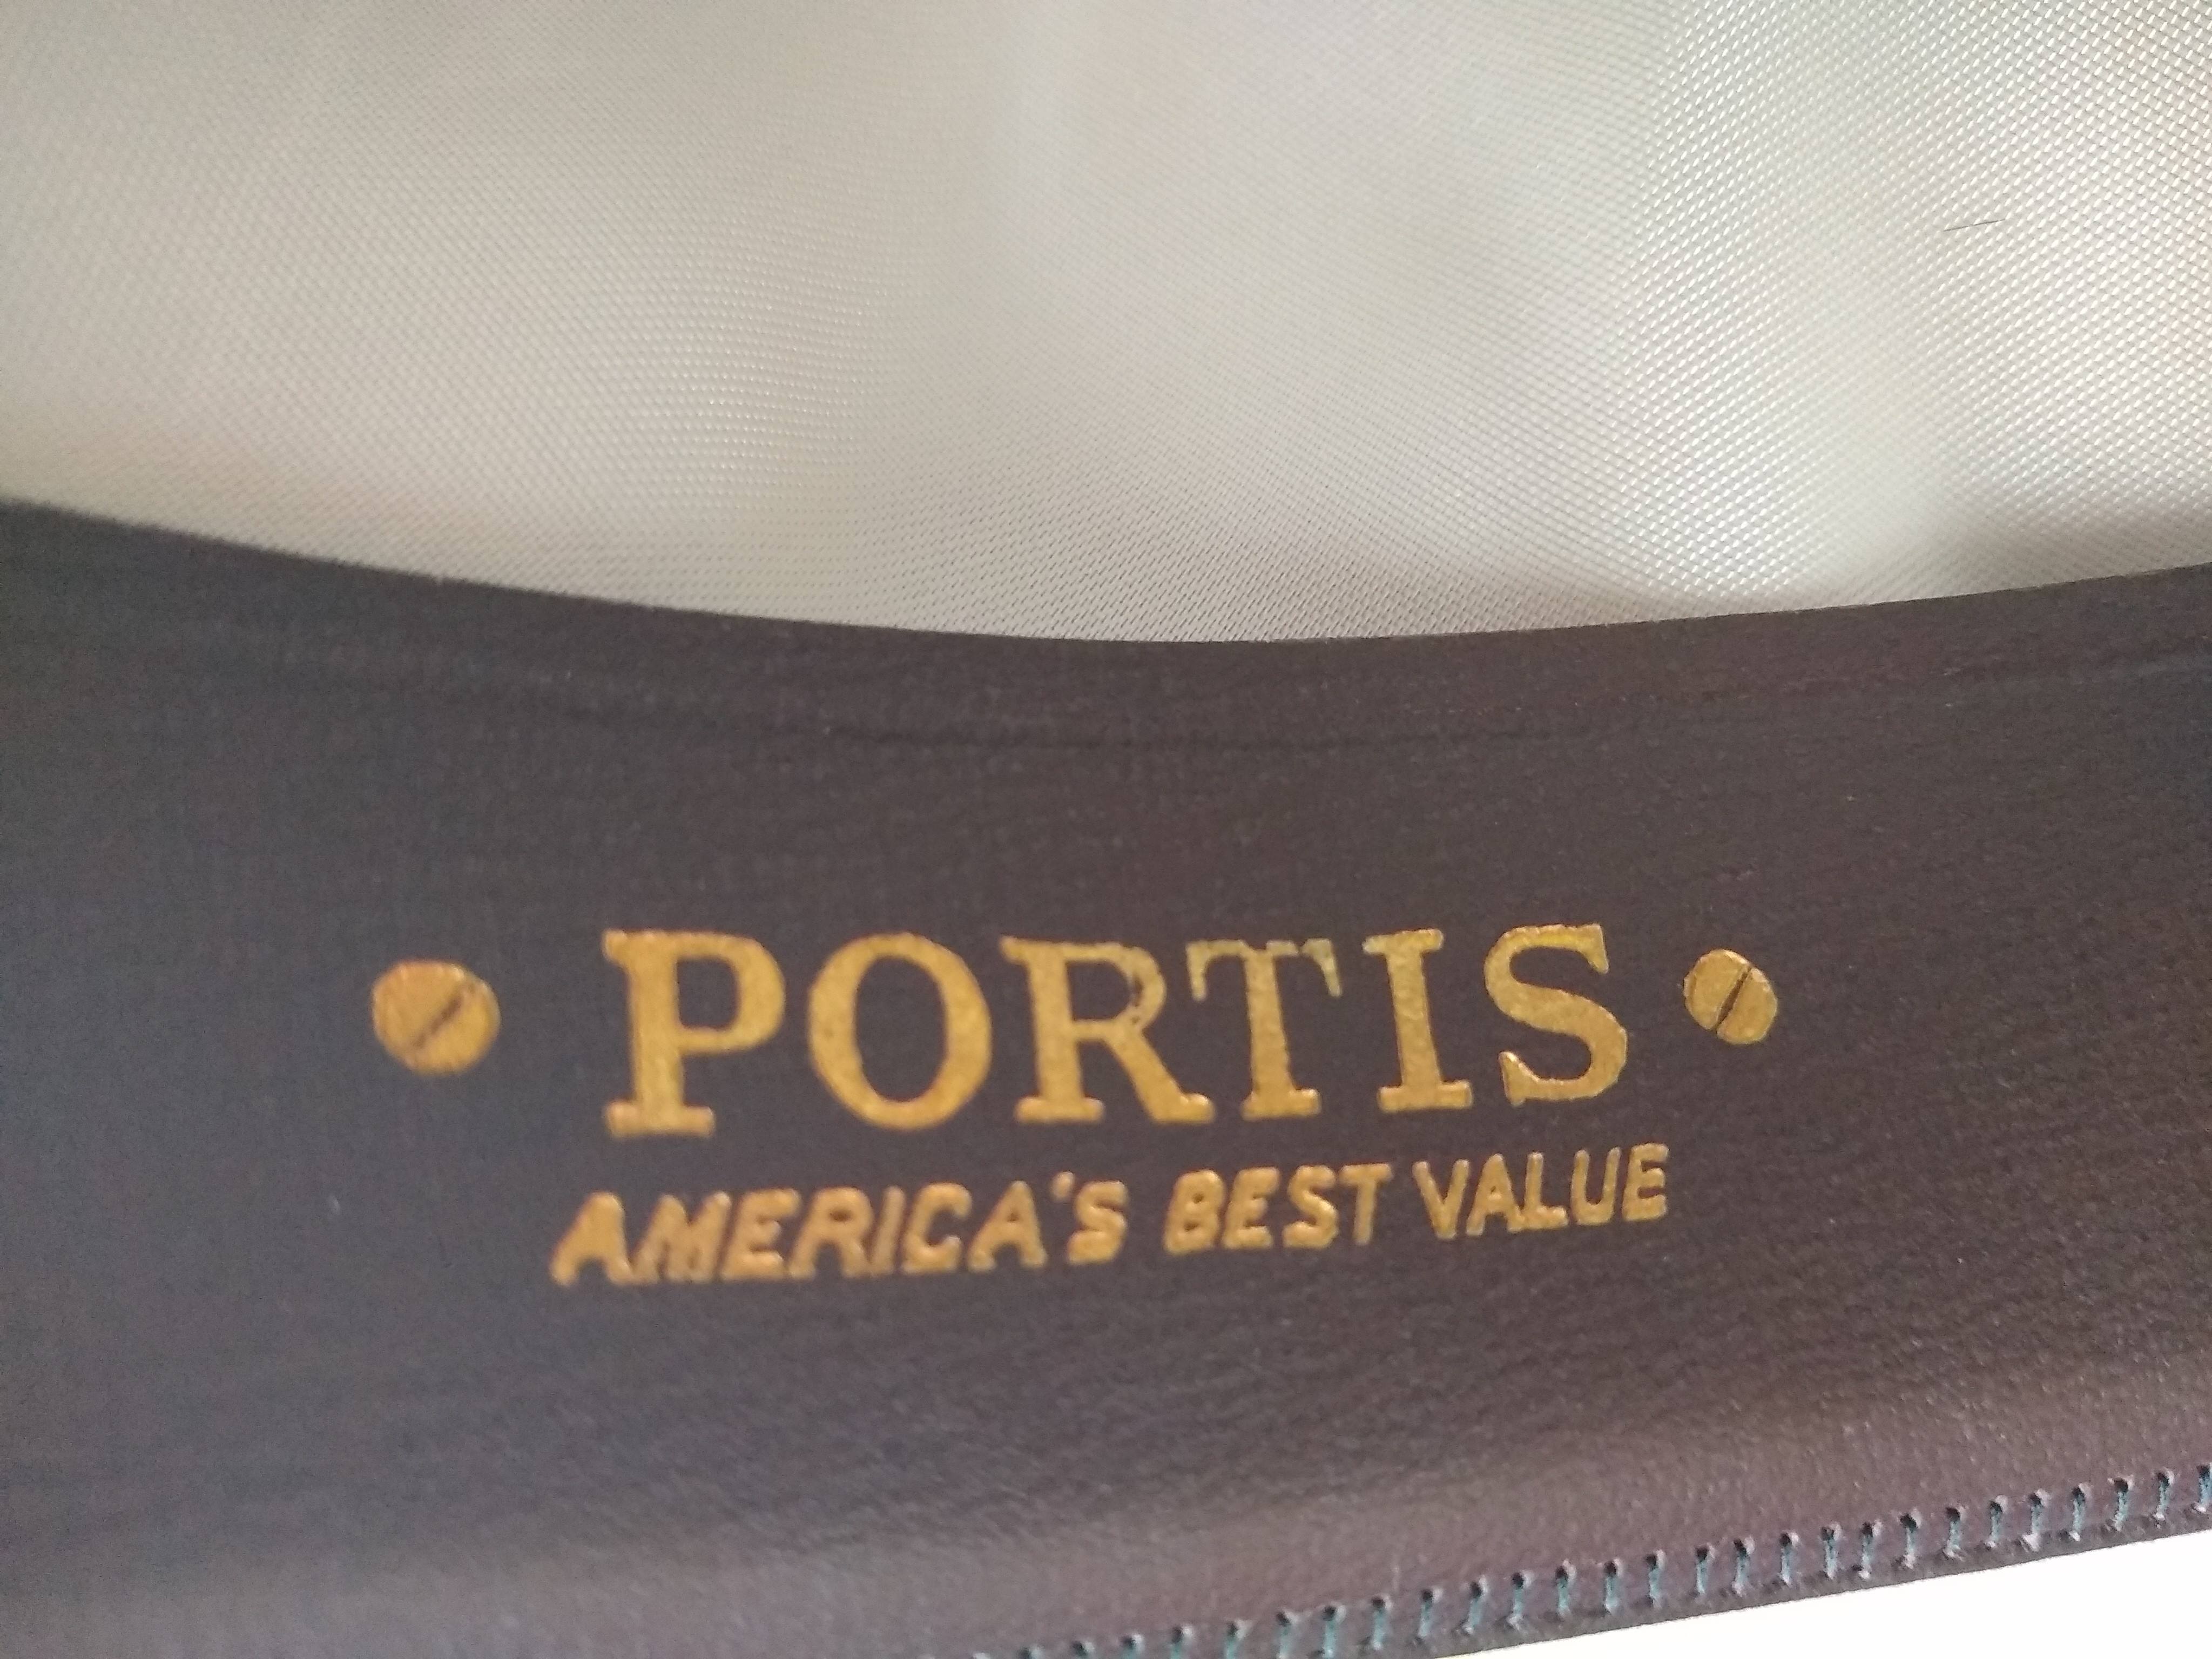 PORTIS
AMERICA'S BEST VALUE